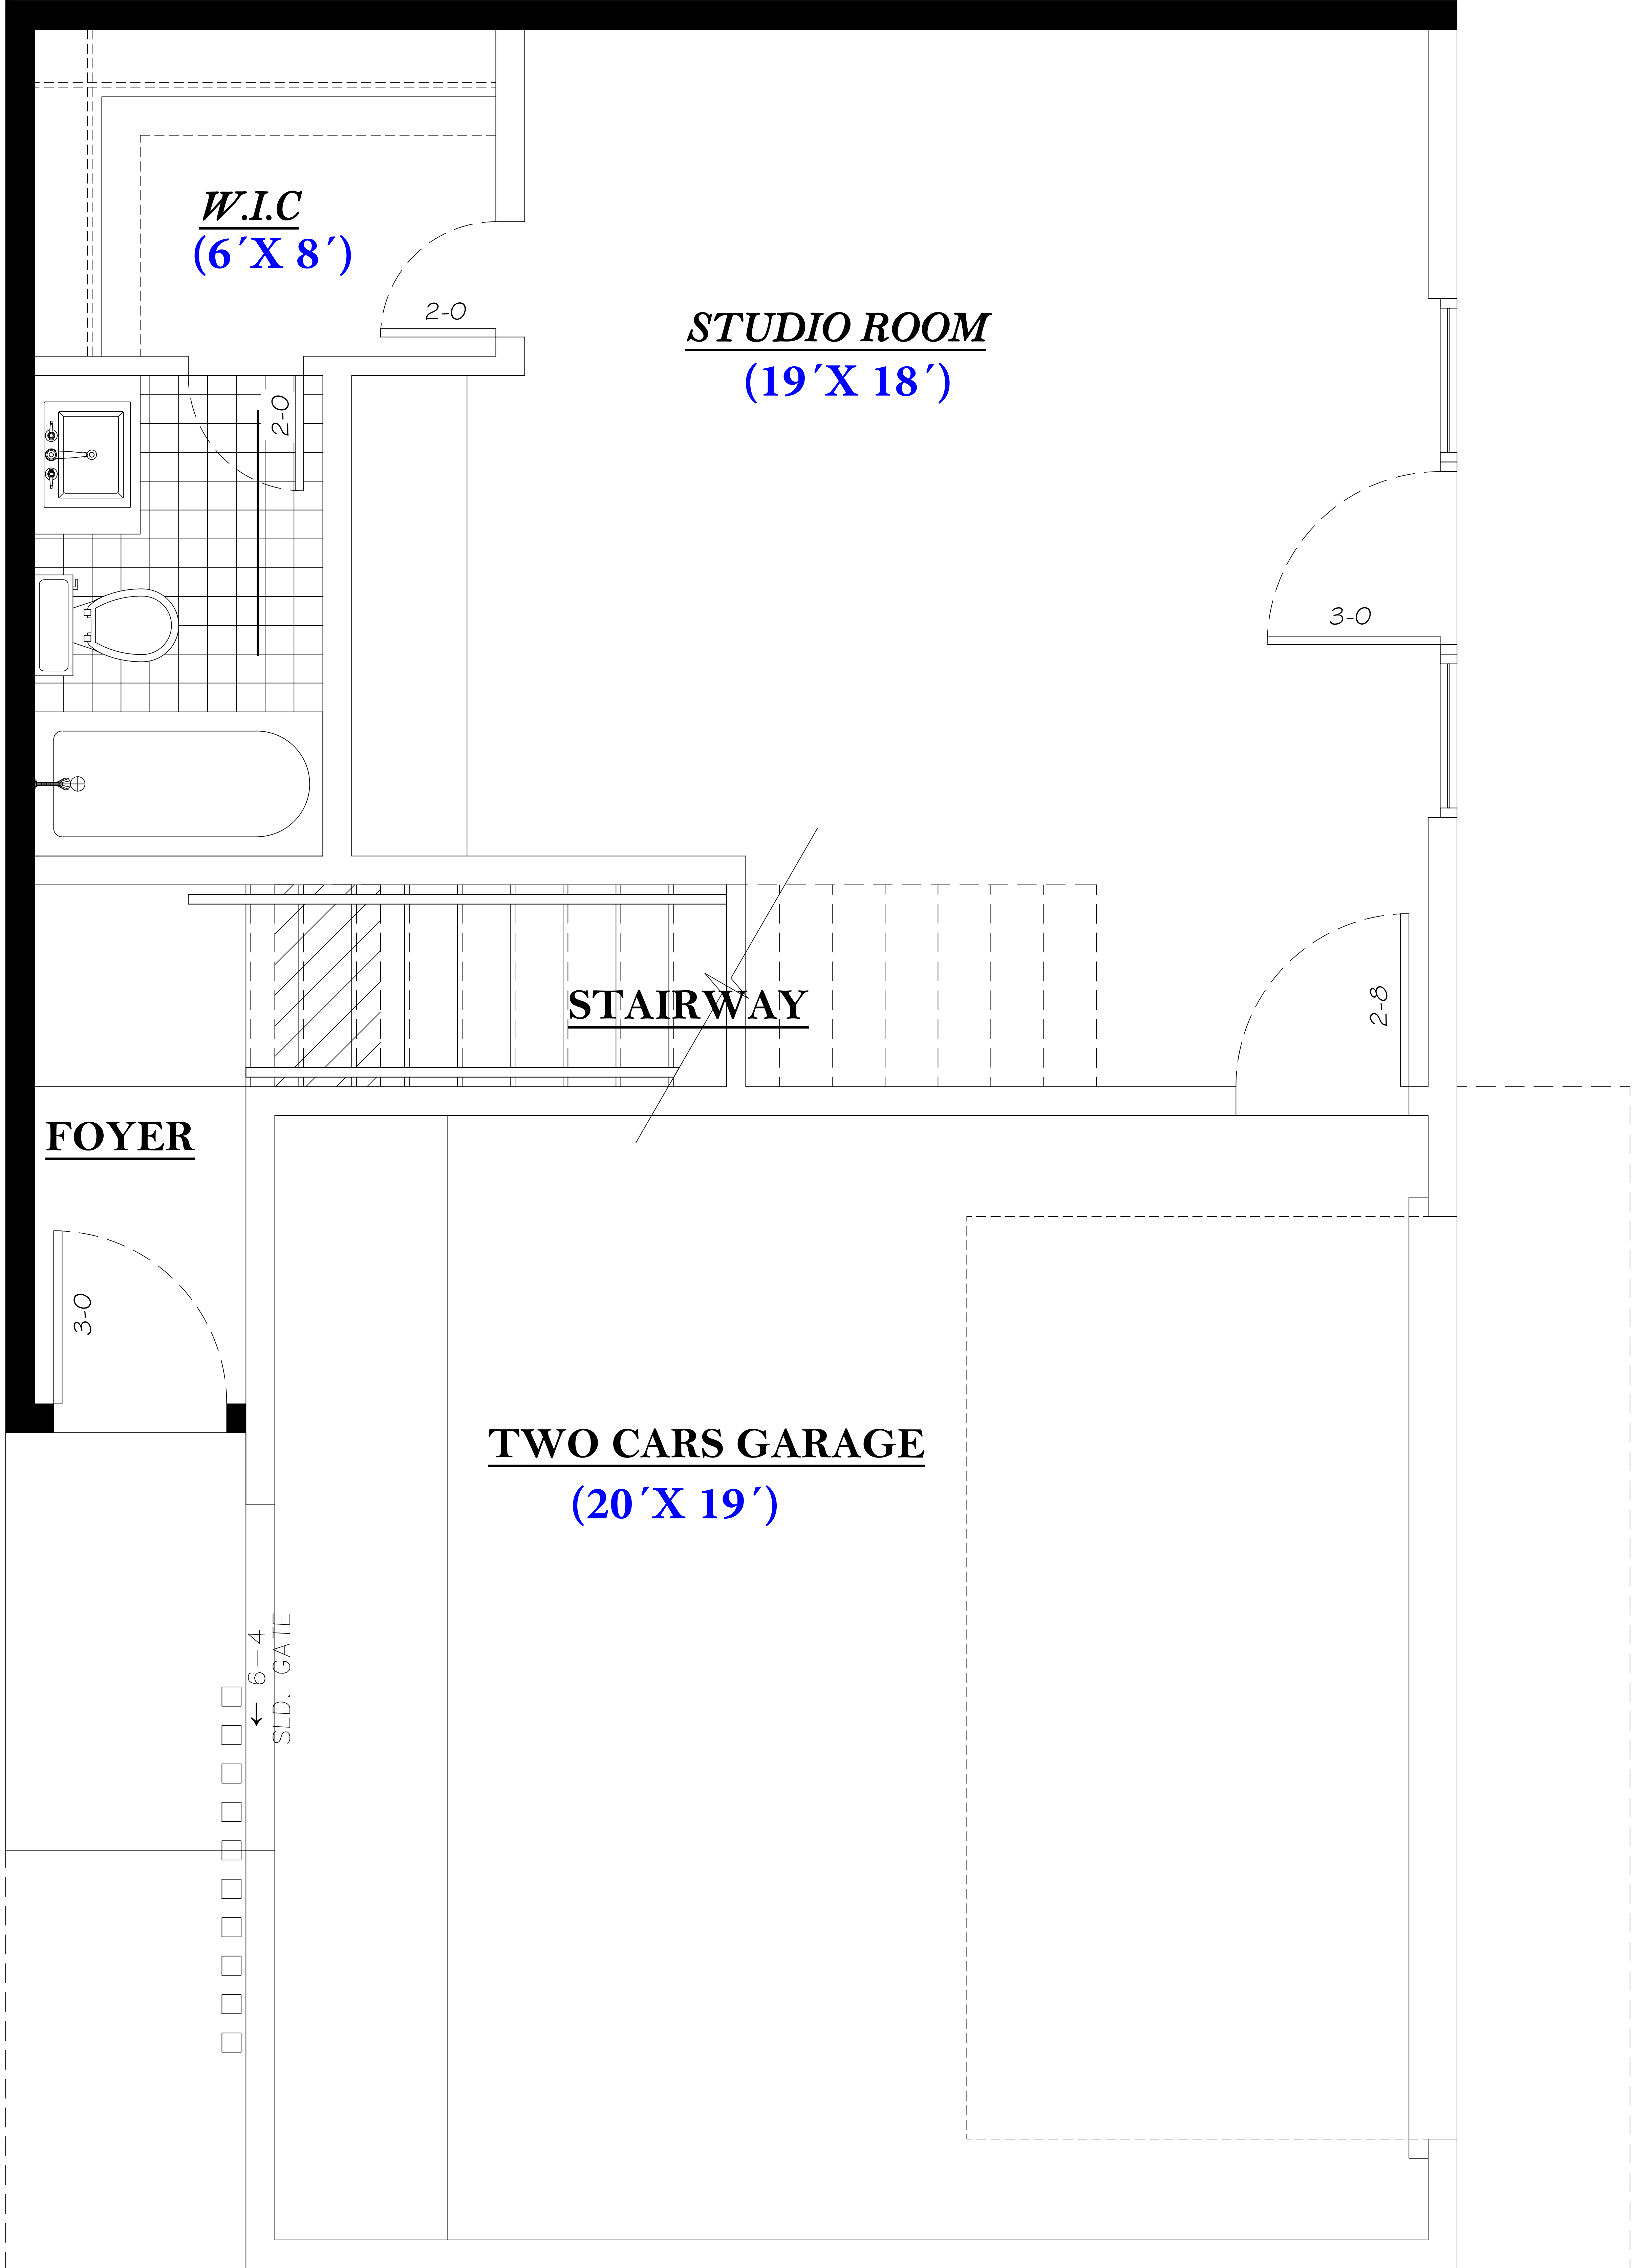 W.I.C
(6´X 8´)
2-0
STUDIO ROOM
(19´X 18´)
2-0
3-0
STAIRWAY
2-8
FOYER
3-0
TWO CARS GARAGE
(20´X 19´)
← 6-4
SLD. GATE